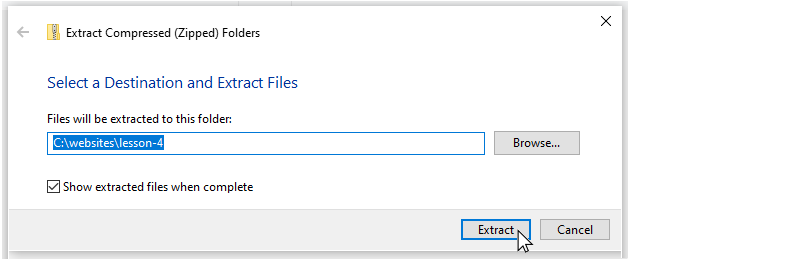 Extract Compressed (Zipped) Folders
Select a Destination and Extract Files
Files will be extracted to this folder:
C:\websites\lesson-4
Browse...
Show extracted files when complete
Extract
Cancel